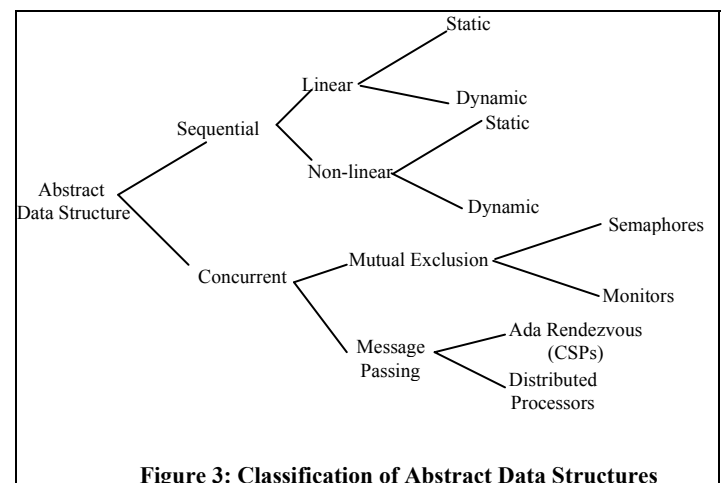 Static
Linear
Dynamic
Sequential
Static
Non-linear
Dynamic
Abstract
Data Structure
Semaphores
Mutual Exclusion
Concurrent
Monitors
Ada Rendezvous
(CSPs)
Message
Passing
Distributed
Processors
Figure 3: Classification of Abstract Data Structures